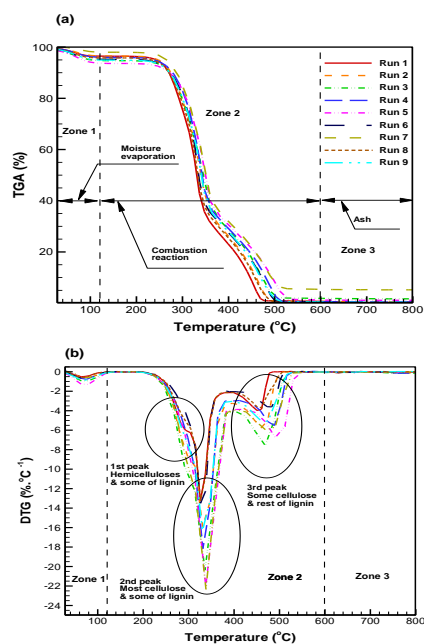 (a)
100
80
60
40
20
TGA (%)
Zone 1
Zone 2
Zone 3
Moisture
evaporation
Combustion
reaction
Ash
Run 1
Run 2
Run 3
Run 4
Run 5
Run 6
Run 7
Run 8
Run 9
100 200 300 400 500 600 700 800
Temperature (°C)
(b)
0
-2
-4
-6
-8
-10
-12
-14
-16
-18
-20
-22
-24
DTG (%.°C⁻¹)
1st peak
Hemicelluloses
& some of lignin
3rd peak
Some cellulose
& rest of lignin
2nd peak
Most cellulose
& some of lignin
Zone 1
Zone 2
Zone 3
100 200 300 400 500 600 700 800
Temperature (°C)